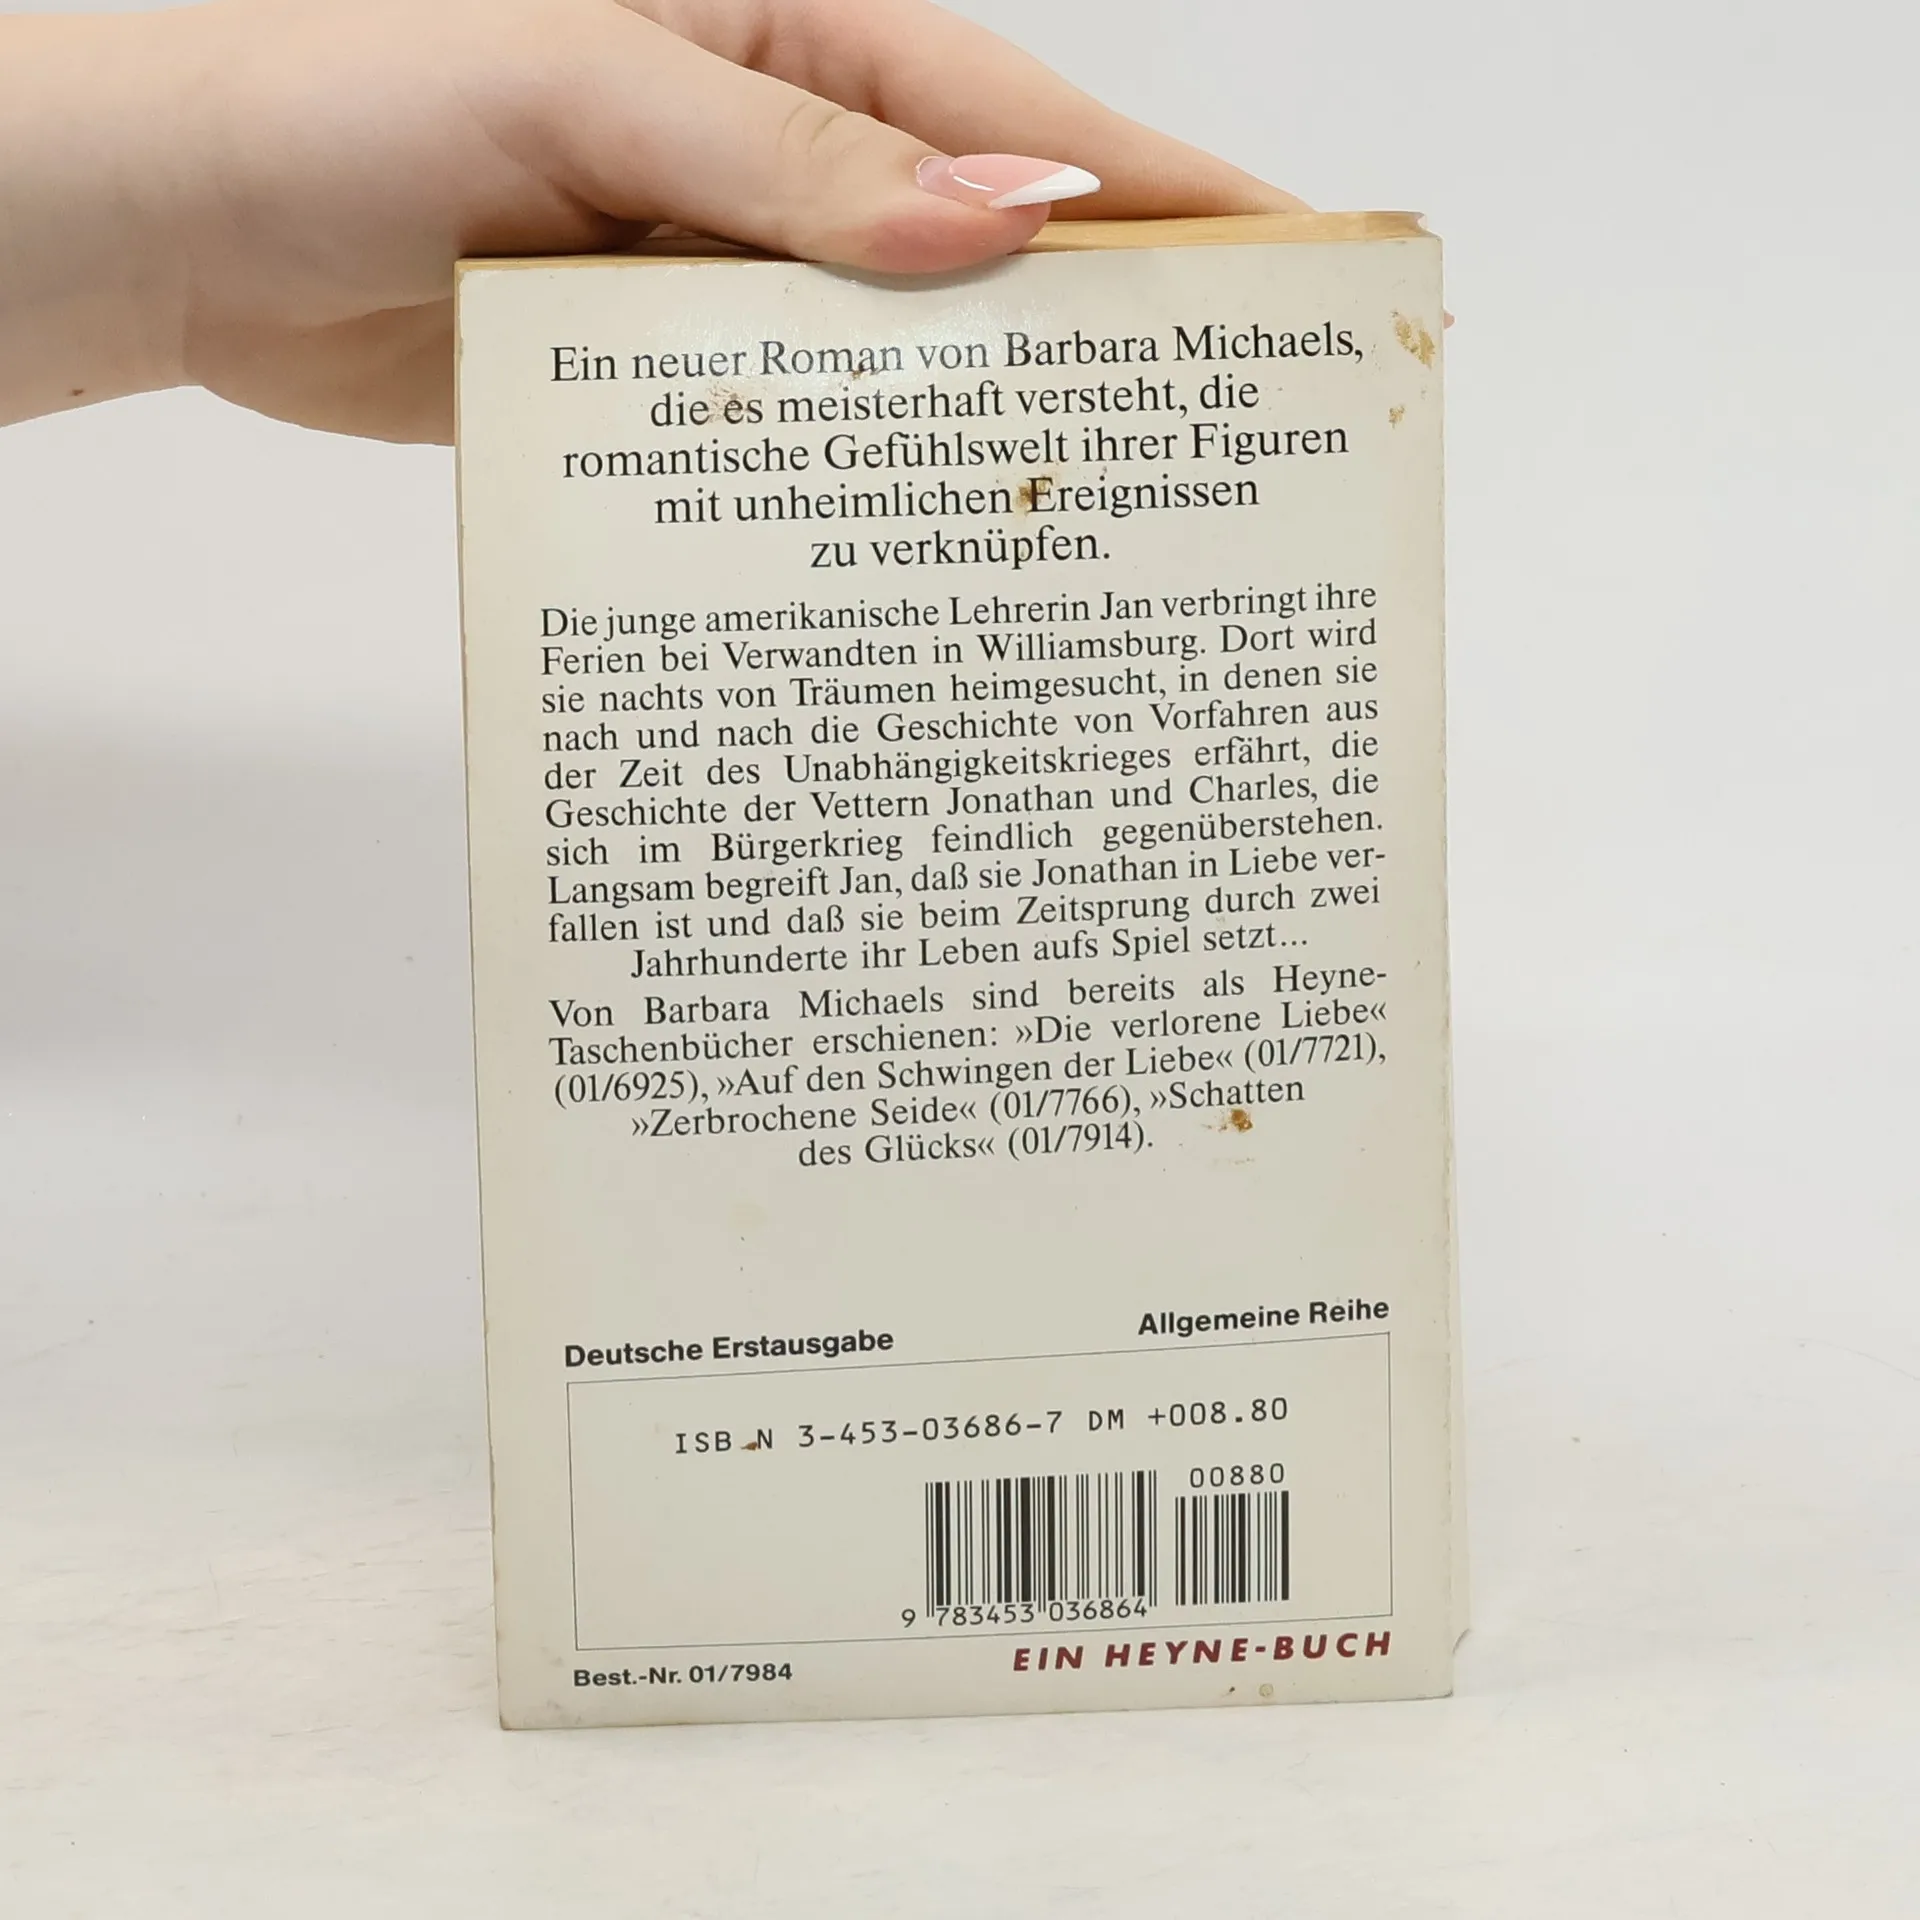 Ein neuer Roman von Barbara Michaels,
die es meisterhaft versteht, die
romantische Gefühlswelt ihrer Figuren
mit unheimlichen Ereignissen
zu verknüpfen.
Die junge amerikanische Lehrerin Jan verbringt ihre
Ferien bei Verwandten in Williamsburg. Dort wird
sie nachts von Träumen heimgesucht, in denen sie
nach und nach die Geschichte von Vorfahren aus
der Zeit des Unabhängigkeitskrieges erfährt, die
Geschichte der Vettern Jonathan und Charles, die
sich im Bürgerkrieg feindlich gegenüberstehen.
Langsam begreift Jan, daß sie Jonathan in Liebe ver-
fallen ist und daß sie beim Zeitsprung durch zwei
Jahrhunderte ihr Leben aufs Spiel setzt...
Von Barbara Michaels sind bereits als Heyne-
Taschenbücher erschienen: »Die verlorene Liebe«
(01/6925), »Auf den Schwingen der Liebe« (01/7721),
»Zerbrochene Seide« (01/7766), »Schatten
des Glücks« (01/7914).
Deutsche Erstausgabe
Allgemeine Reihe
ISBN 3-453-03686-7 DM +008.80
00880
9 783453 036864
EIN HEYNE-BUCH
Best.-Nr. 01/7984